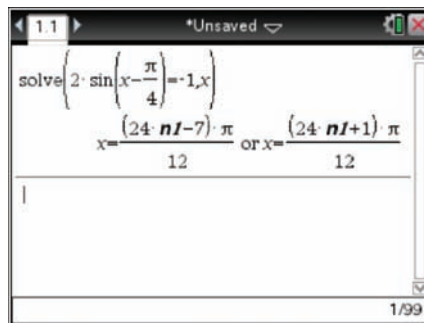 1.1 *Unsaved
solve(2·sin(x-π/4)=-1,x)
x=(24·n1-7)·π/12 or x=(24·n1+1)·π/12
1/99